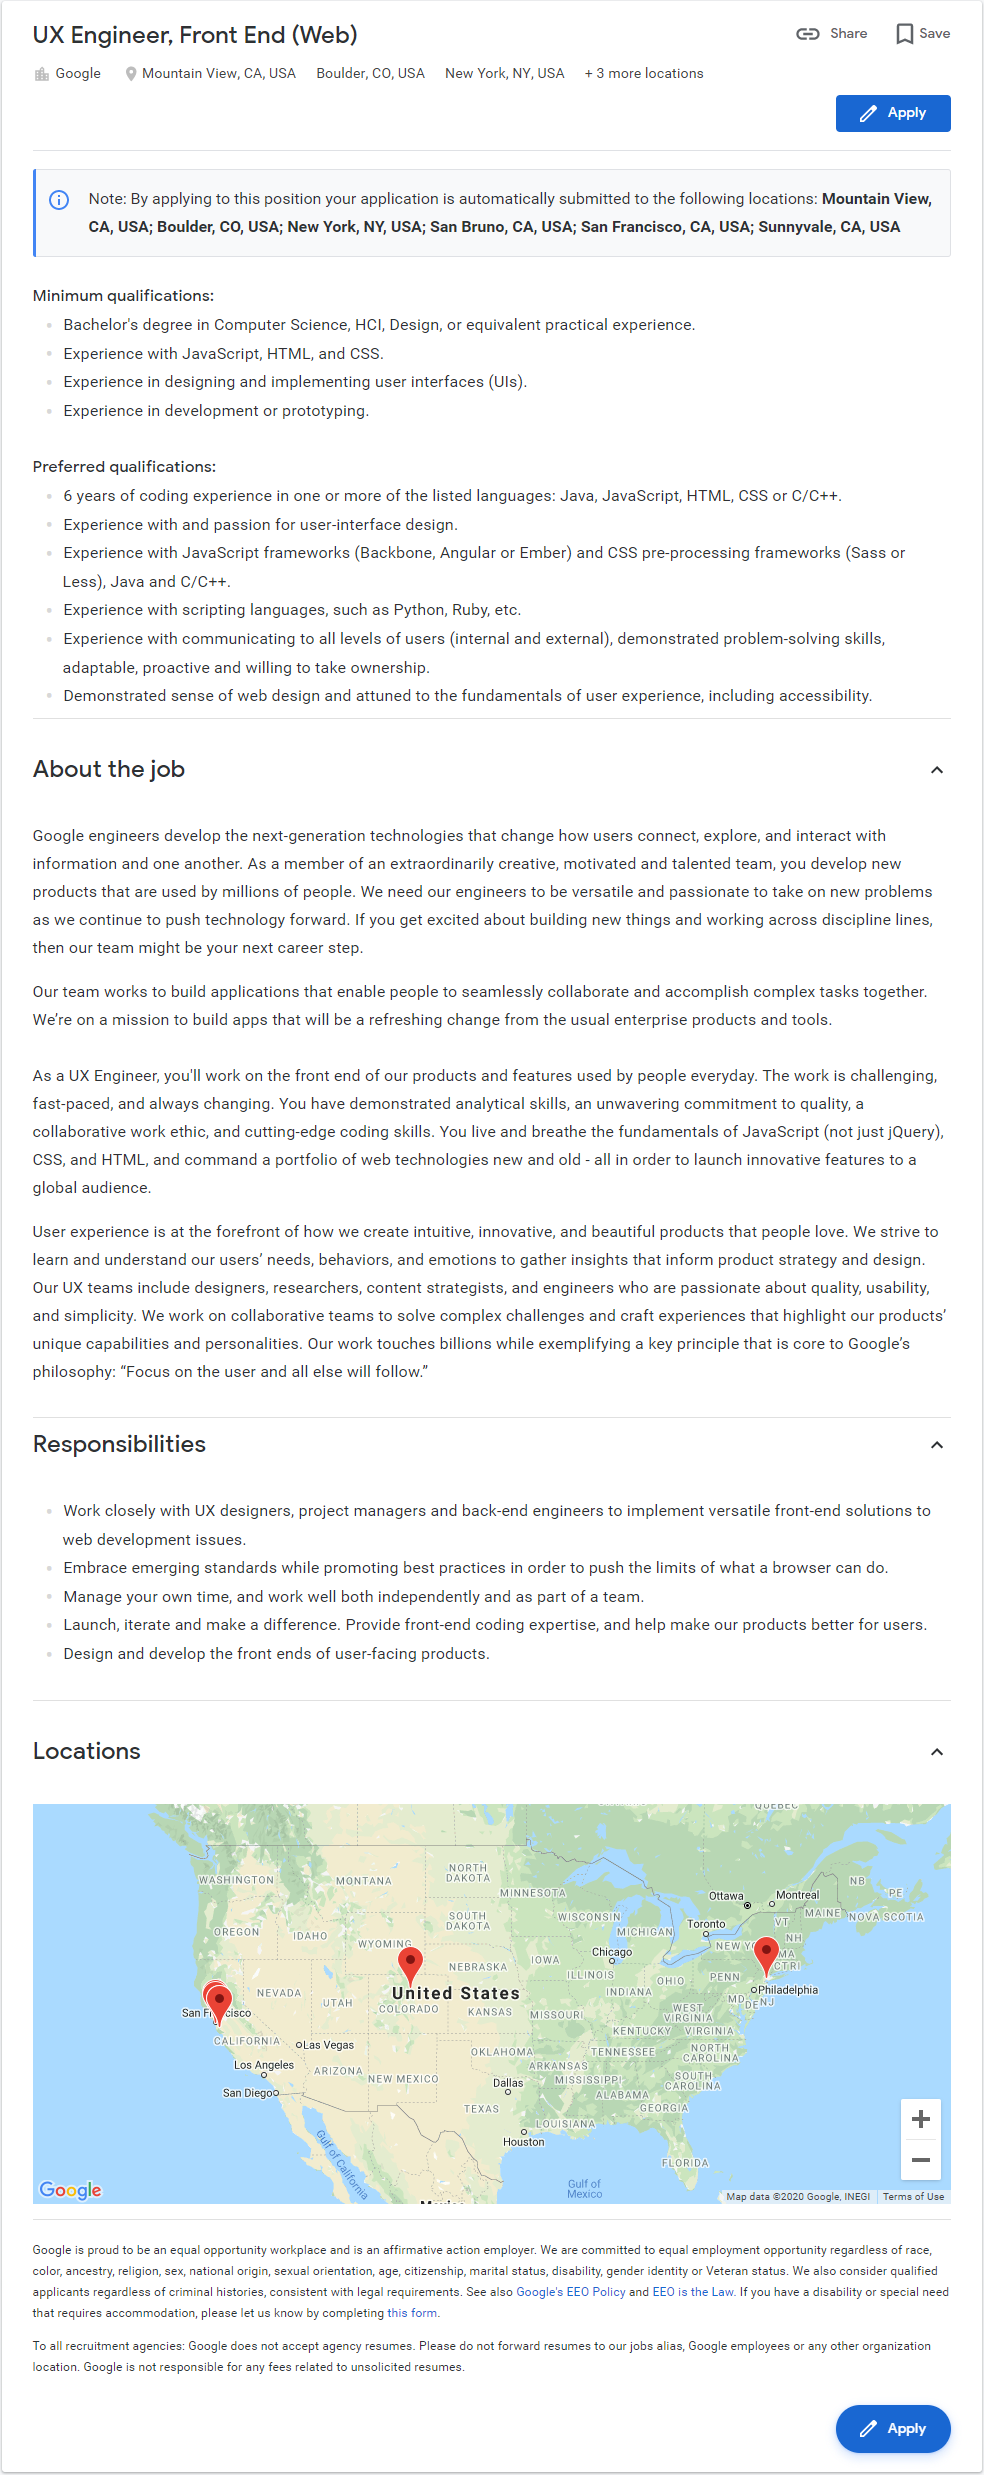 UX Engineer, Front End (Web)
Share
Save
Google
Mountain View, CA, USA
Boulder, CO, USA
New York, NY, USA
+ 3 more locations
Apply
Note: By applying to this position your application is automatically submitted to the following locations: Mountain View,
CA, USA; Boulder, CO, USA; New York, NY, USA; San Bruno, CA, USA; San Francisco, CA, USA; Sunnyvale, CA, USA
Minimum qualifications:
Bachelor's degree in Computer Science, HCI, Design, or equivalent practical experience.
Experience with JavaScript, HTML, and CSS.
Experience in designing and implementing user interfaces (UIs).
Experience in development or prototyping.
Preferred qualifications:
6 years of coding experience in one or more of the listed languages: Java, JavaScript, HTML, CSS or C/C++.
Experience with and passion for user-interface design.
Experience with JavaScript frameworks (Backbone, Angular or Ember) and CSS pre-processing frameworks (Sass or
Less), Java and C/C++.
Experience with scripting languages, such as Python, Ruby, etc.
Experience with communicating to all levels of users (internal and external), demonstrated problem-solving skills,
adaptable, proactive and willing to take ownership.
Demonstrated sense of web design and attuned to the fundamentals of user experience, including accessibility.
About the job
Google engineers develop the next-generation technologies that change how users connect, explore, and interact with
information and one another. As a member of an extraordinarily creative, motivated and talented team, you develop new
products that are used by millions of people. We need our engineers to be versatile and passionate to take on new problems
as we continue to push technology forward. If you get excited about building new things and working across discipline lines,
then our team might be your next career step.
Our team works to build applications that enable people to seamlessly collaborate and accomplish complex tasks together.
We’re on a mission to build apps that will be a refreshing change from the usual enterprise products and tools.
As a UX Engineer, you'll work on the front end of our products and features used by people everyday. The work is challenging,
fast-paced, and always changing. You have demonstrated analytical skills, an unwavering commitment to quality, a
collaborative work ethic, and cutting-edge coding skills. You live and breathe the fundamentals of JavaScript (not just jQuery),
CSS, and HTML, and command a portfolio of web technologies new and old - all in order to launch innovative features to a
global audience.
User experience is at the forefront of how we create intuitive, innovative, and beautiful products that people love. We strive to
learn and understand our users’ needs, behaviors, and emotions to gather insights that inform product strategy and design.
Our UX teams include designers, researchers, content strategists, and engineers who are passionate about quality, usability,
and simplicity. We work on collaborative teams to solve complex challenges and craft experiences that highlight our products’
unique capabilities and personalities. Our work touches billions while exemplifying a key principle that is core to Google’s
philosophy: “Focus on the user and all else will follow.”
Responsibilities
Work closely with UX designers, project managers and back-end engineers to implement versatile front-end solutions to
web development issues.
Embrace emerging standards while promoting best practices in order to push the limits of what a browser can do.
Manage your own time, and work well both independently and as part of a team.
Launch, iterate and make a difference. Provide front-end coding expertise, and help make our products better for users.
Design and develop the front ends of user-facing products.
Locations
QUEBEC
WASHINGTON
MONTANA
NORTH
DAKOTA
MINNESOTA
Ottawa
Montreal
NB
PE
MAINE
NOVA SCOTIA
OREGON
IDAHO
SOUTH
DAKOTA
WISCONSIN
MICHIGAN
Toronto
VT
NH
WYOMING
NEW YO
MA
CT RI
Chicago
IOWA
NEBRASKA
ILLINOIS
INDIANA
OHIO
PENN
Philadelphia
NEVADA
UTAH
United States
COLORADO
KANSAS
MISSOURI
WEST
VIRGINIA
MD
DE
NJ
San F
cisco
CALIFORNIA
Las Vegas
KENTUCKY
VIRGINIA
Los Angeles
ARIZONA
NEW MEXICO
OKLAHOMA
ARKANSAS
TENNESSEE
NORTH
CAROLINA
San Diego
Dallas
MISSISSIPPI
SOUTH
CAROLINA
ALABAMA
TEXAS
GEORGIA
LOUISIANA
Houston
FLORIDA
Gulf of California
Gulf of
Mexico
Google
Map data ©2020 Google, INEGI
Terms of Use
Google is proud to be an equal opportunity workplace and is an affirmative action employer. We are committed to equal employment opportunity regardless of race,
color, ancestry, religion, sex, national origin, sexual orientation, age, citizenship, marital status, disability, gender identity or Veteran status. We also consider qualified
applicants regardless of criminal histories, consistent with legal requirements. See also Google's EEO Policy and EEO is the Law. If you have a disability or special need
that requires accommodation, please let us know by completing this form.
To all recruitment agencies: Google does not accept agency resumes. Please do not forward resumes to our jobs alias, Google employees or any other organization
location. Google is not responsible for any fees related to unsolicited resumes.
Apply